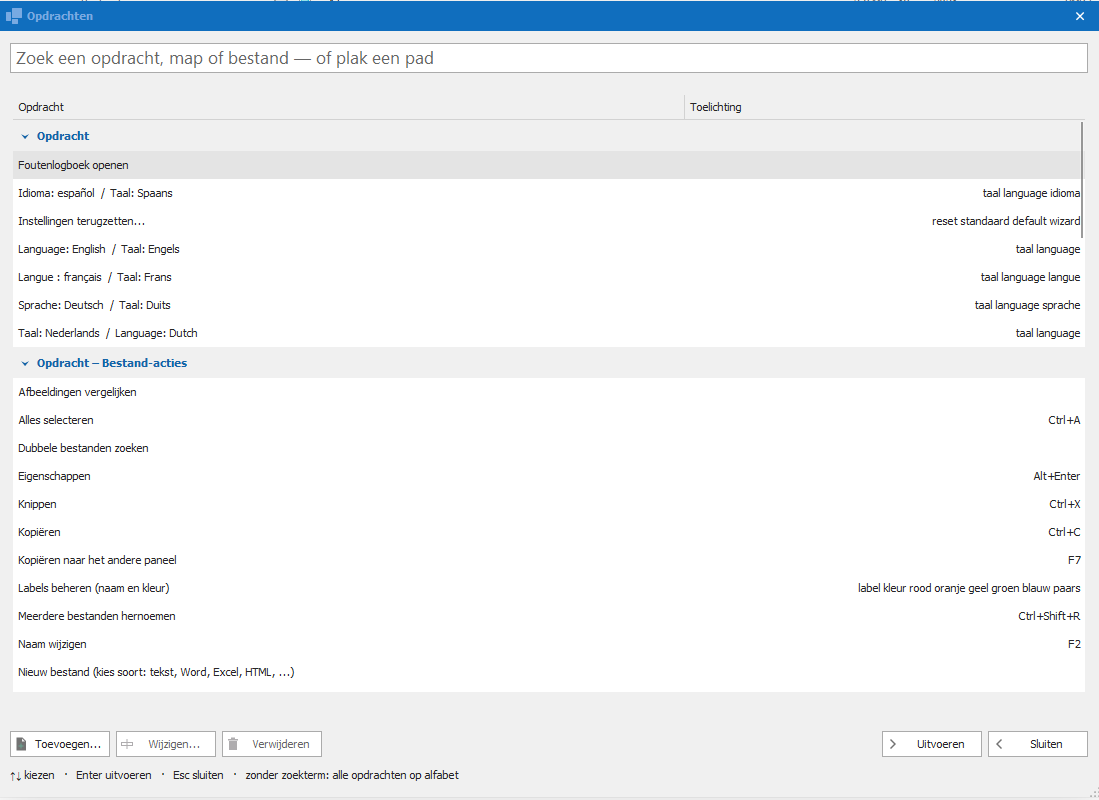 Opdrachten
Zoek een opdracht, map of bestand — of plak een pad
Opdracht Toelichting
Opdracht
Foutenlogboek openen
Idioma: español / Taal: Spaans taal language idioma
Instellingen terugzetten... reset standaard default wizard
Language: English / Taal: Engels taal language
Langue : français / Taal: Frans taal language langue
Sprache: Deutsch / Taal: Duits taal language sprache
Taal: Nederlands / Language: Dutch taal language
Opdracht – Bestand-acties
Afbeeldingen vergelijken
Alles selecteren Ctrl+A
Dubbele bestanden zoeken
Eigenschappen Alt+Enter
Knippen Ctrl+X
Kopiëren Ctrl+C
Kopiëren naar het andere paneel F7
Labels beheren (naam en kleur) label kleur rood oranje geel groen blauw paars
Meerdere bestanden hernoemen Ctrl+Shift+R
Naam wijzigen F2
Nieuw bestand (kies soort: tekst, Word, Excel, HTML, ...)
Toevoegen... Wijzigen... Verwijderen Uitvoeren Sluiten
↑↓ kiezen · Enter uitvoeren · Esc sluiten · zonder zoekterm: alle opdrachten op alfabet